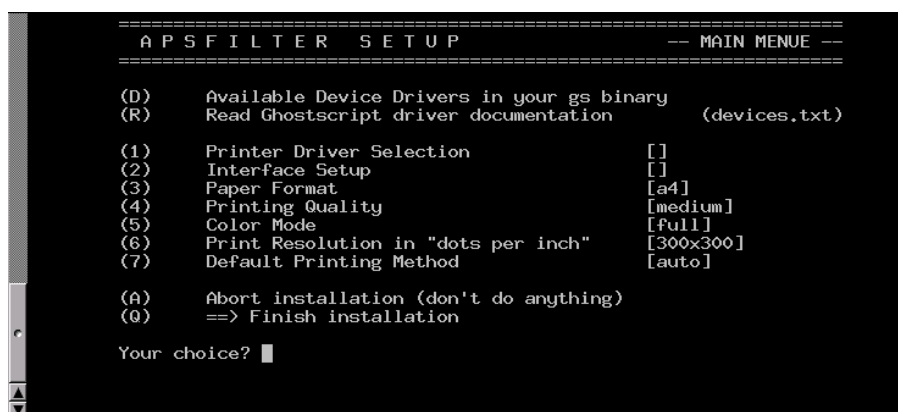 ==========================================================================
A P S F I L T E R   S E T U P                    -- MAIN MENUE --
==========================================================================
(D)     Available Device Drivers in your gs binary
(R)     Read Ghostscript driver documentation         (devices.txt)
(1)     Printer Driver Selection                 []
(2)     Interface Setup                          []
(3)     Paper Format                             [a4]
(4)     Printing Quality                         [medium]
(5)     Color Mode                               [full]
(6)     Print Resolution in "dots per inch"      [300x300]
(7)     Default Printing Method                  [auto]
(A)     Abort installation (don't do anything)
(Q)     ==> Finish installation
Your choice?